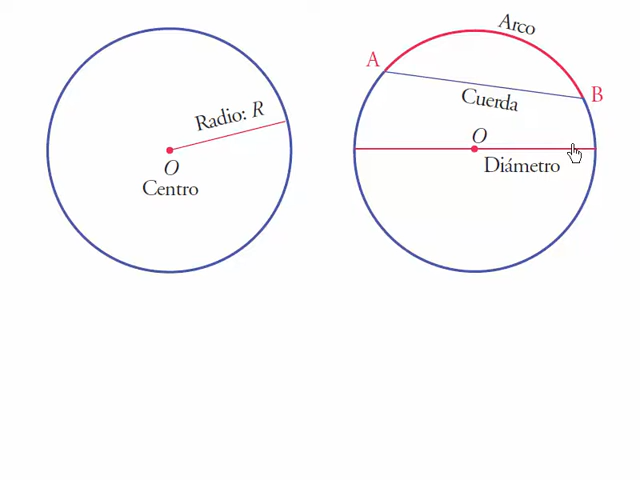 Radio: R
O
Centro
Arco
A
B
Cuerda
O
Diámetro